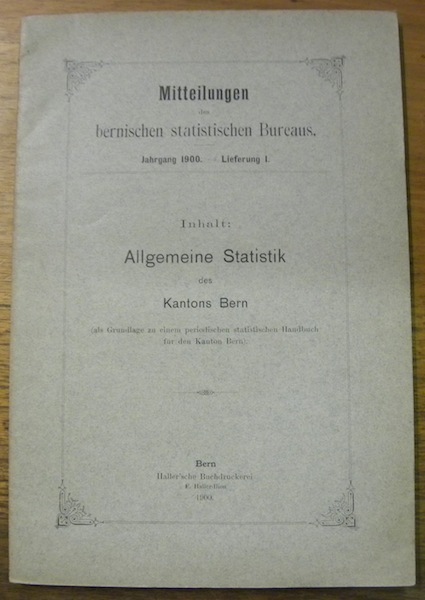 Mitteilungen
des
bernischen statistischen Bureaus.
Jahrgang 1900. Lieferung I.
Inhalt:
Allgemeine Statistik
des
Kantons Bern
(als Grundlage zu einem periodischen statistischen Handbuch
für den Kanton Bern).
Bern
Haller'sche Buchdruckerei
1900.